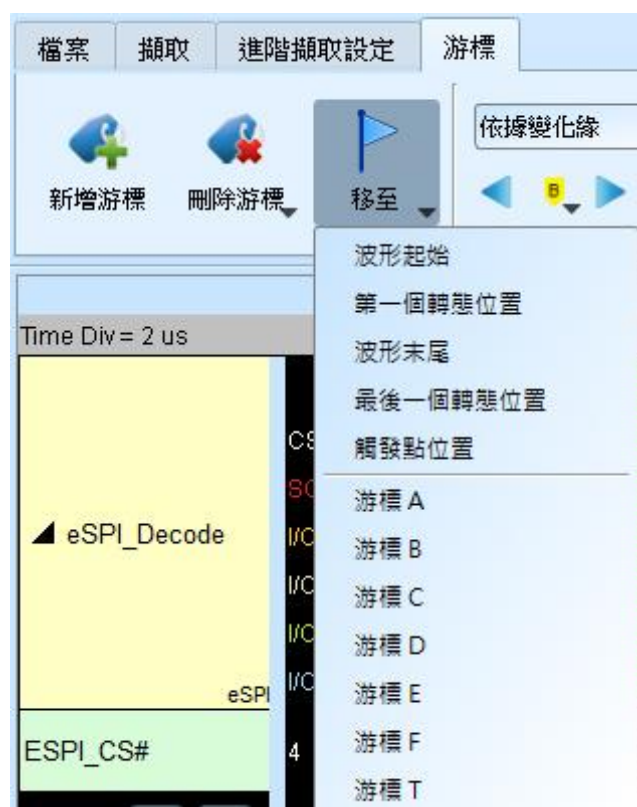 檔案 擷取 進階擷取設定 游標
新增游標 刪除游標 移至
依據變化緣
B
波形起始
第一個轉態位置
波形末尾
最後一個轉態位置
觸發點位置
游標 A
游標 B
游標 C
游標 D
游標 E
游標 F
游標 T
Time Div = 2 us
eSPI_Decode
CS
I/O
I/O
I/O
I/O
eSPI
ESPI_CS#
4